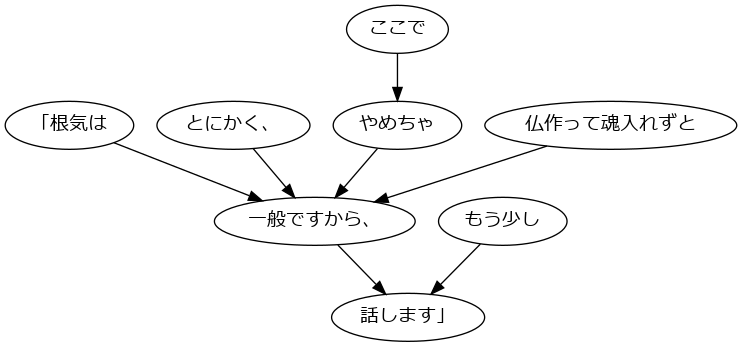 ここで
「根気は
とにかく、
やめちゃ
仏作って魂入れずと
一般ですから、
もう少し
話します」